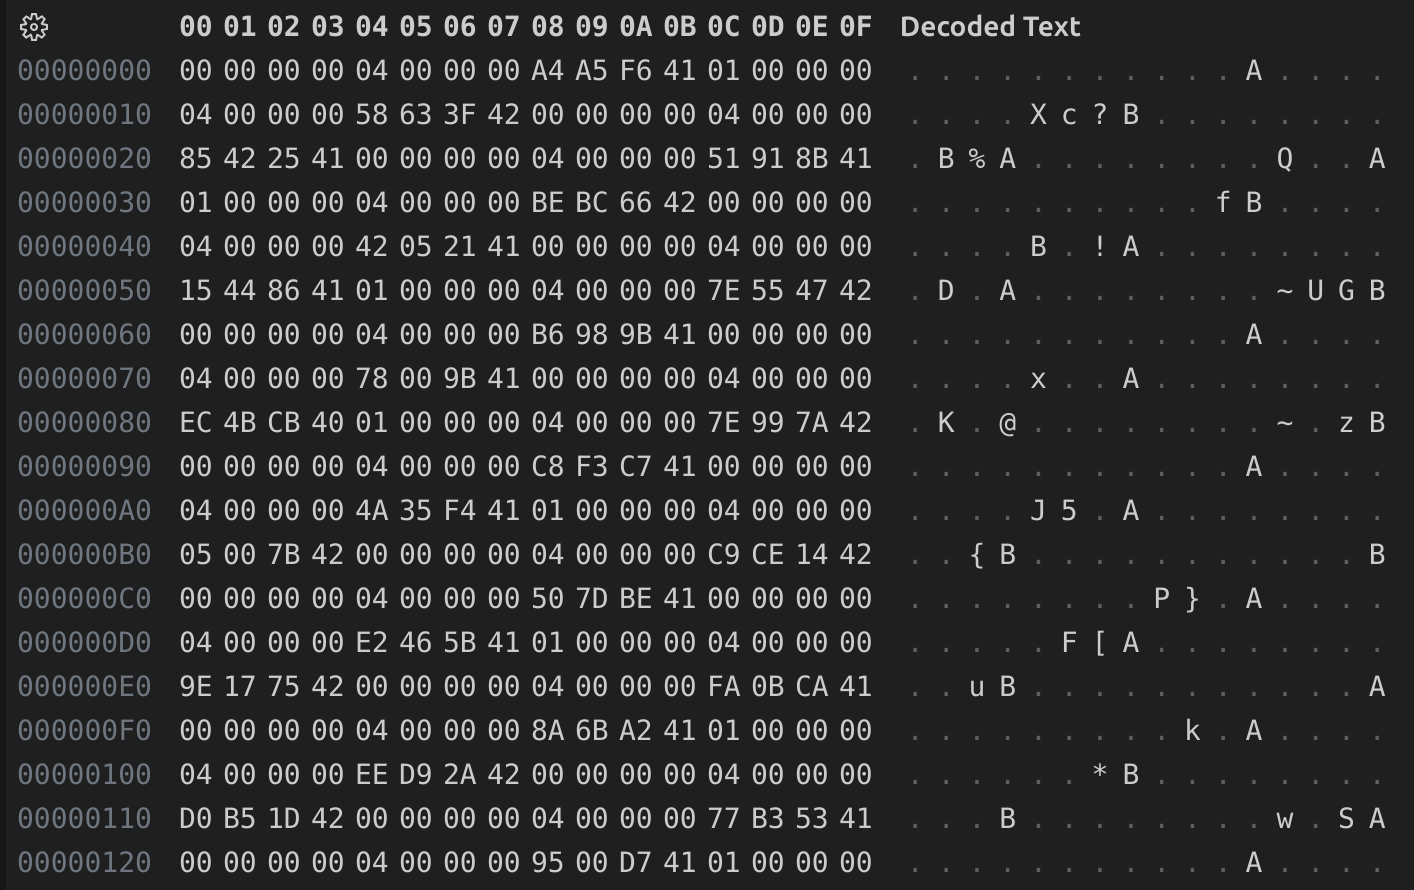 00 01 02 03 04 05 06 07 08 09 0A 0B 0C 0D 0E 0F Decoded Text
00000000 00 00 00 00 04 00 00 00 A4 A5 F6 41 01 00 00 00 . . . . . . . . . . . A . . . .
00000010 04 00 00 00 58 63 3F 42 00 00 00 00 04 00 00 00 . . . . X c ? B . . . . . . . .
00000020 85 42 25 41 00 00 00 00 04 00 00 00 51 91 8B 41 . B % A . . . . . . . . Q . . A
00000030 01 00 00 00 04 00 00 00 BE BC 66 42 00 00 00 00 . . . . . . . . . . f B . . . .
00000040 04 00 00 00 42 05 21 41 00 00 00 00 04 00 00 00 . . . . B . ! A . . . . . . . .
00000050 15 44 86 41 01 00 00 00 04 00 00 00 7E 55 47 42 . D . A . . . . . . . . ~ U G B
00000060 00 00 00 00 04 00 00 00 B6 98 9B 41 00 00 00 00 . . . . . . . . . . . A . . . .
00000070 04 00 00 00 78 00 9B 41 00 00 00 00 04 00 00 00 . . . . x . . A . . . . . . . .
00000080 EC 4B CB 40 01 00 00 00 04 00 00 00 7E 99 7A 42 . K . @ . . . . . . . . ~ . z B
00000090 00 00 00 00 04 00 00 00 C8 F3 C7 41 00 00 00 00 . . . . . . . . . . . A . . . .
000000A0 04 00 00 00 4A 35 F4 41 01 00 00 00 04 00 00 00 . . . . J 5 . A . . . . . . . .
000000B0 05 00 7B 42 00 00 00 00 04 00 00 00 C9 CE 14 42 . . { B . . . . . . . . . . . B
000000C0 00 00 00 00 04 00 00 00 50 7D BE 41 00 00 00 00 . . . . . . . . P } . A . . . .
000000D0 04 00 00 00 E2 46 5B 41 01 00 00 00 04 00 00 00 . . . . . F [ A . . . . . . . .
000000E0 9E 17 75 42 00 00 00 00 04 00 00 00 FA 0B CA 41 . . u B . . . . . . . . . . . A
000000F0 00 00 00 00 04 00 00 00 8A 6B A2 41 01 00 00 00 . . . . . . . . . k . A . . . .
00000100 04 00 00 00 EE D9 2A 42 00 00 00 00 04 00 00 00 . . . . . . * B . . . . . . . .
00000110 D0 B5 1D 42 00 00 00 00 04 00 00 00 77 B3 53 41 . . . B . . . . . . . . w . S A
00000120 00 00 00 00 04 00 00 00 95 00 D7 41 01 00 00 00 . . . . . . . . . . . A . . . .